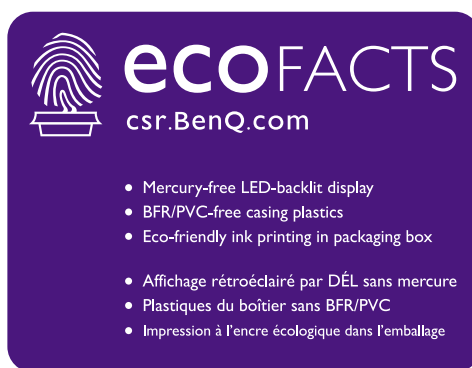 ecoFACTS
csr.BenQ.com
• Mercury-free LED-backlit display
• BFR/PVC-free casing plastics
• Eco-friendly ink printing in packaging box
• Affichage rétroéclairé par DÉL sans mercure
• Plastiques du boîtier sans BFR/PVC
• Impression à l'encre écologique dans l'emballage